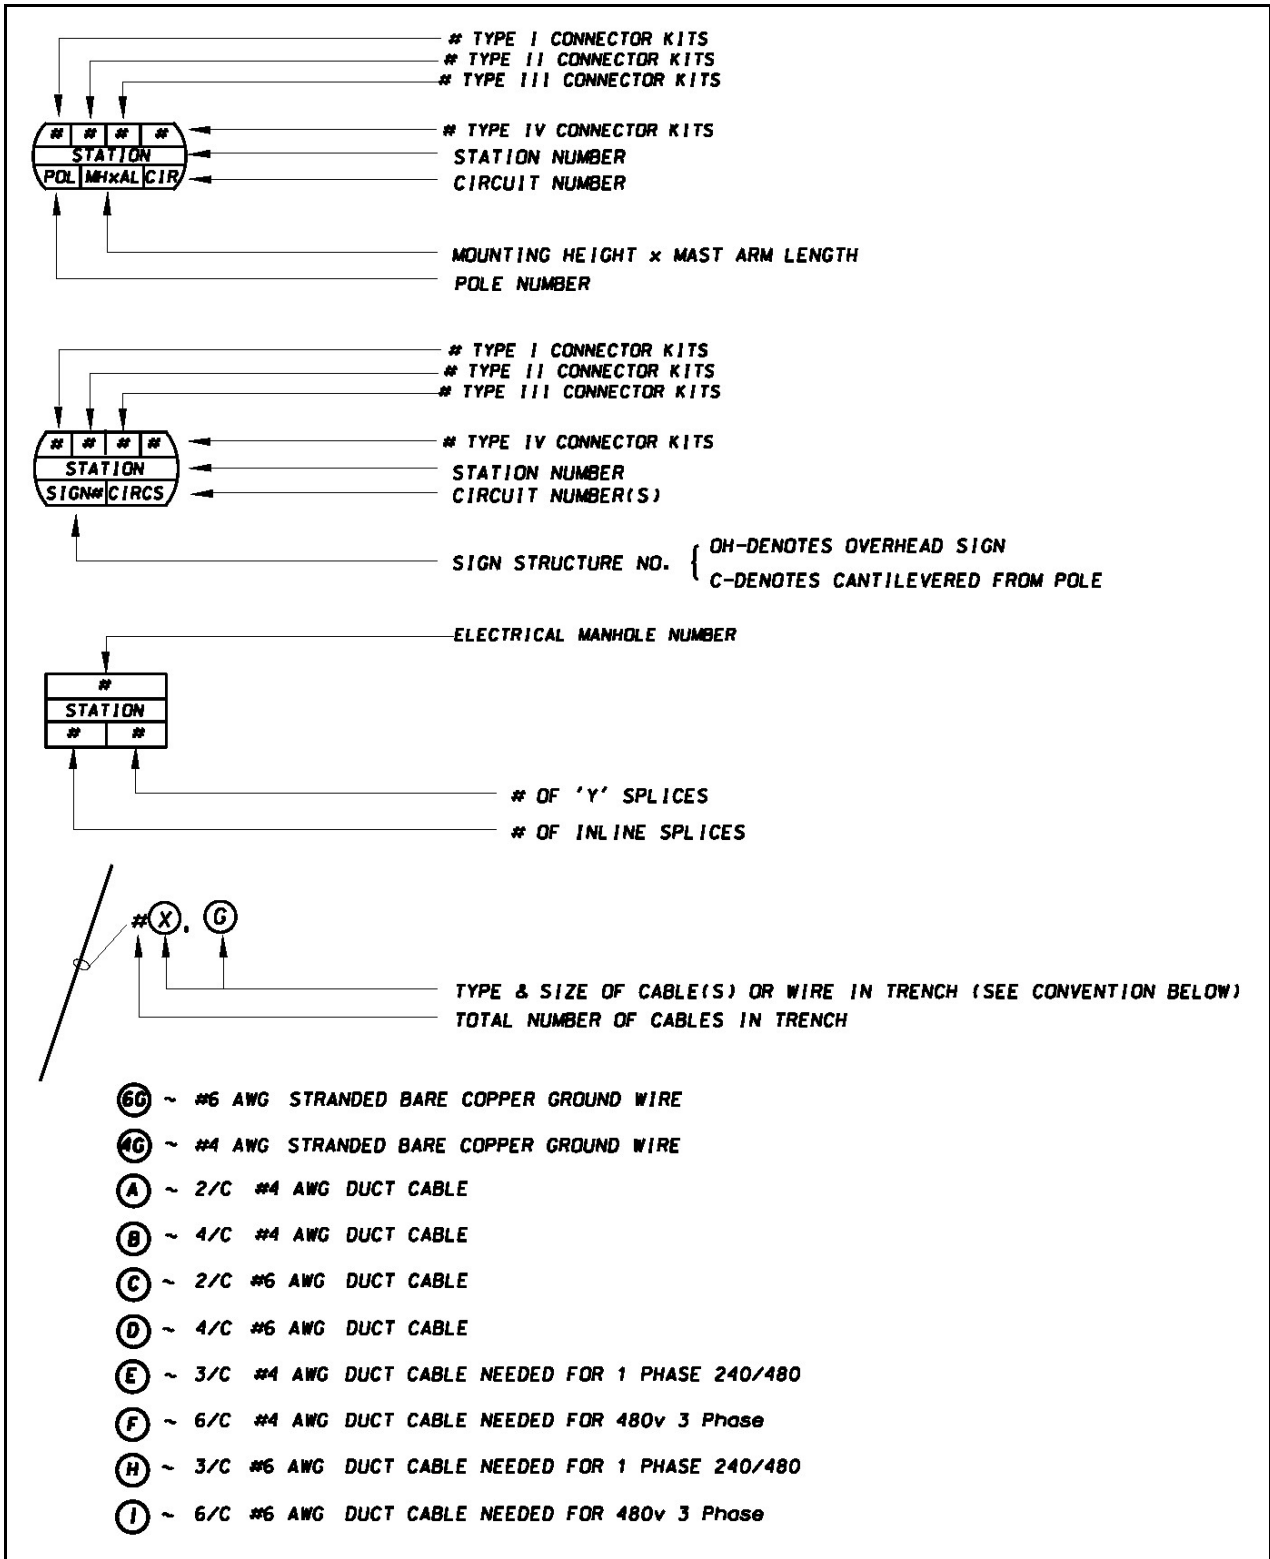 # TYPE I CONNECTOR KITS
# TYPE II CONNECTOR KITS
# TYPE III CONNECTOR KITS
# # # #
# TYPE IV CONNECTOR KITS
STATION
STATION NUMBER
POL MHxAL CIR
CIRCUIT NUMBER
MOUNTING HEIGHT x MAST ARM LENGTH
POLE NUMBER
# TYPE I CONNECTOR KITS
# TYPE II CONNECTOR KITS
# TYPE III CONNECTOR KITS
# # # #
# TYPE IV CONNECTOR KITS
STATION
STATION NUMBER
SIGN# CIRCS
CIRCUIT NUMBER(S)
OH-DENOTES OVERHEAD SIGN
SIGN STRUCTURE NO.
C-DENOTES CANTILEVERED FROM POLE
ELECTRICAL MANHOLE NUMBER
#
STATION
# #
# OF 'Y' SPLICES
# OF INLINE SPLICES
#X. G
TYPE & SIZE OF CABLE(S) OR WIRE IN TRENCH (SEE CONVENTION BELOW)
TOTAL NUMBER OF CABLES IN TRENCH
6G ~ #6 AWG STRANDED BARE COPPER GROUND WIRE
4G ~ #4 AWG STRANDED BARE COPPER GROUND WIRE
A ~ 2/C #4 AWG DUCT CABLE
B ~ 4/C #4 AWG DUCT CABLE
C ~ 2/C #6 AWG DUCT CABLE
D ~ 4/C #6 AWG DUCT CABLE
E ~ 3/C #4 AWG DUCT CABLE NEEDED FOR 1 PHASE 240/480
F ~ 6/C #4 AWG DUCT CABLE NEEDED FOR 480v 3 Phase
H ~ 3/C #6 AWG DUCT CABLE NEEDED FOR 1 PHASE 240/480
I ~ 6/C #6 AWG DUCT CABLE NEEDED FOR 480v 3 Phase